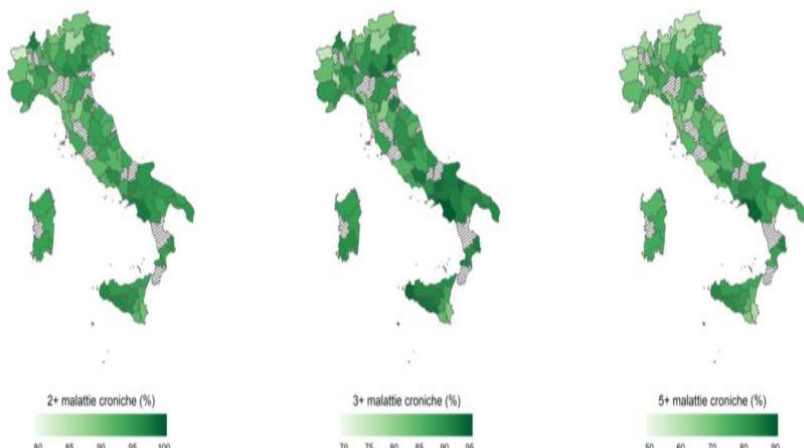 2+ malattie croniche (%)
80 85 90 95 100
3+ malattie croniche (%)
70 75 80 85 90 95
5+ malattie croniche (%)
50 60 70 80 90